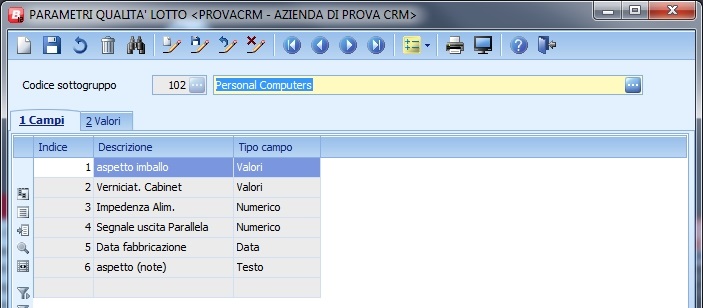 PARAMETRI QUALITA' LOTTO <PROVACRM - AZIENDA DI PROVA CRM>
Codice sottogruppo 102 ... Personal Computers ...
1 Campi 2 Valori
Indice Descrizione Tipo campo
1 aspetto imballo Valori
2 Verniciat. Cabinet Valori
3 Impedenza Alim. Numerico
4 Segnale uscita Parallela Numerico
5 Data fabbricazione Data
6 aspetto (note) Testo